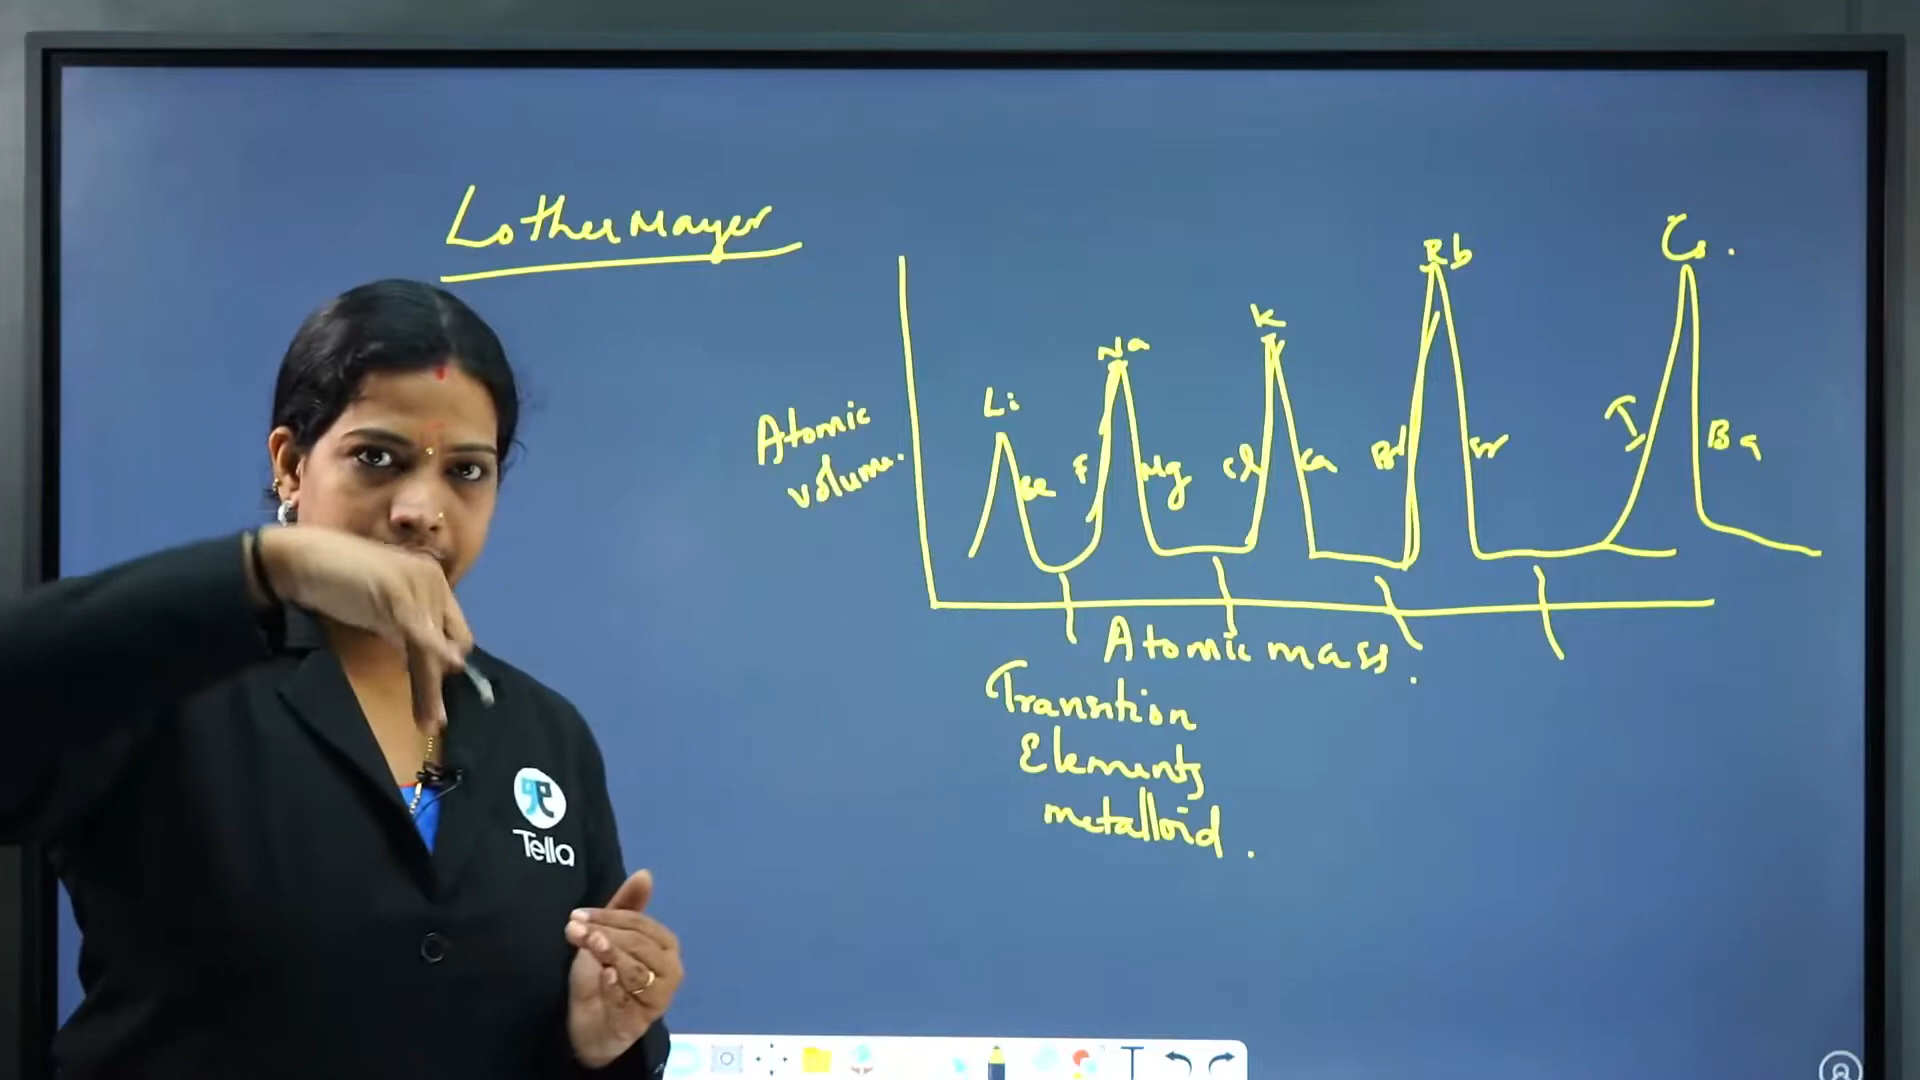 Lother Mayer
Rb
Cs.
K
Na
Li
Atomic
volume.
Be
F
Mg
Cl
Ca
Br
Sr
I
Ba
Atomic mass.
Transition
Elements
metalloid.
Tella
T